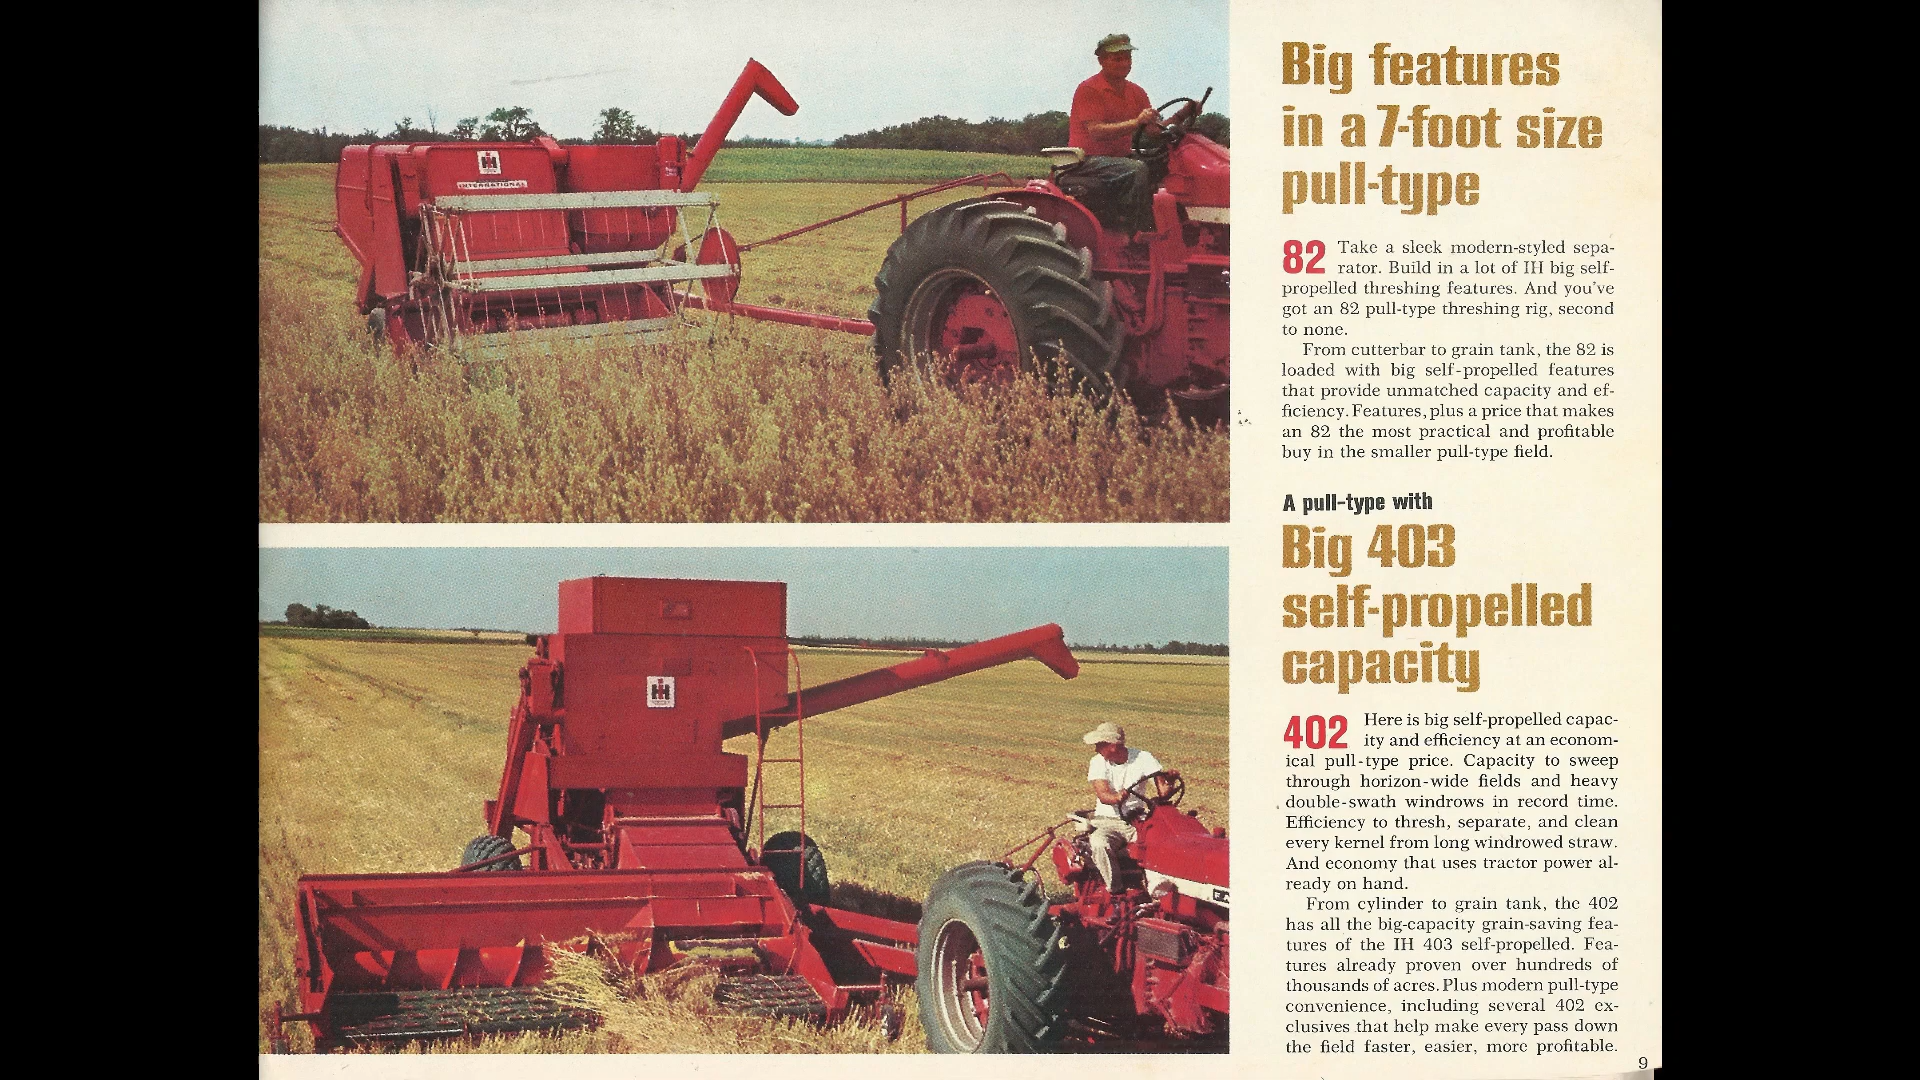 INTERNATIONAL
Big features
in a 7-foot size
pull-type
82 Take a sleek modern-styled sepa-
rator. Build in a lot of IH big self-
propelled threshing features. And you've
got an 82 pull-type threshing rig, second
to none.
From cutterbar to grain tank, the 82 is
loaded with big self-propelled features
that provide unmatched capacity and ef-
ficiency. Features, plus a price that makes
an 82 the most practical and profitable
buy in the smaller pull-type field.
A pull-type with
Big 403
self-propelled
capacity
402 Here is big self-propelled capac-
ity and efficiency at an econom-
ical pull-type price. Capacity to sweep
through horizon-wide fields and heavy
double-swath windrows in record time.
Efficiency to thresh, separate, and clean
every kernel from long windrowed straw.
And economy that uses tractor power al-
ready on hand.
From cylinder to grain tank, the 402
has all the big-capacity grain-saving fea-
tures of the IH 403 self-propelled. Fea-
tures already proven over hundreds of
thousands of acres. Plus modern pull-type
convenience, including several 402 ex-
clusives that help make every pass down
the field faster, easier, more profitable.
9